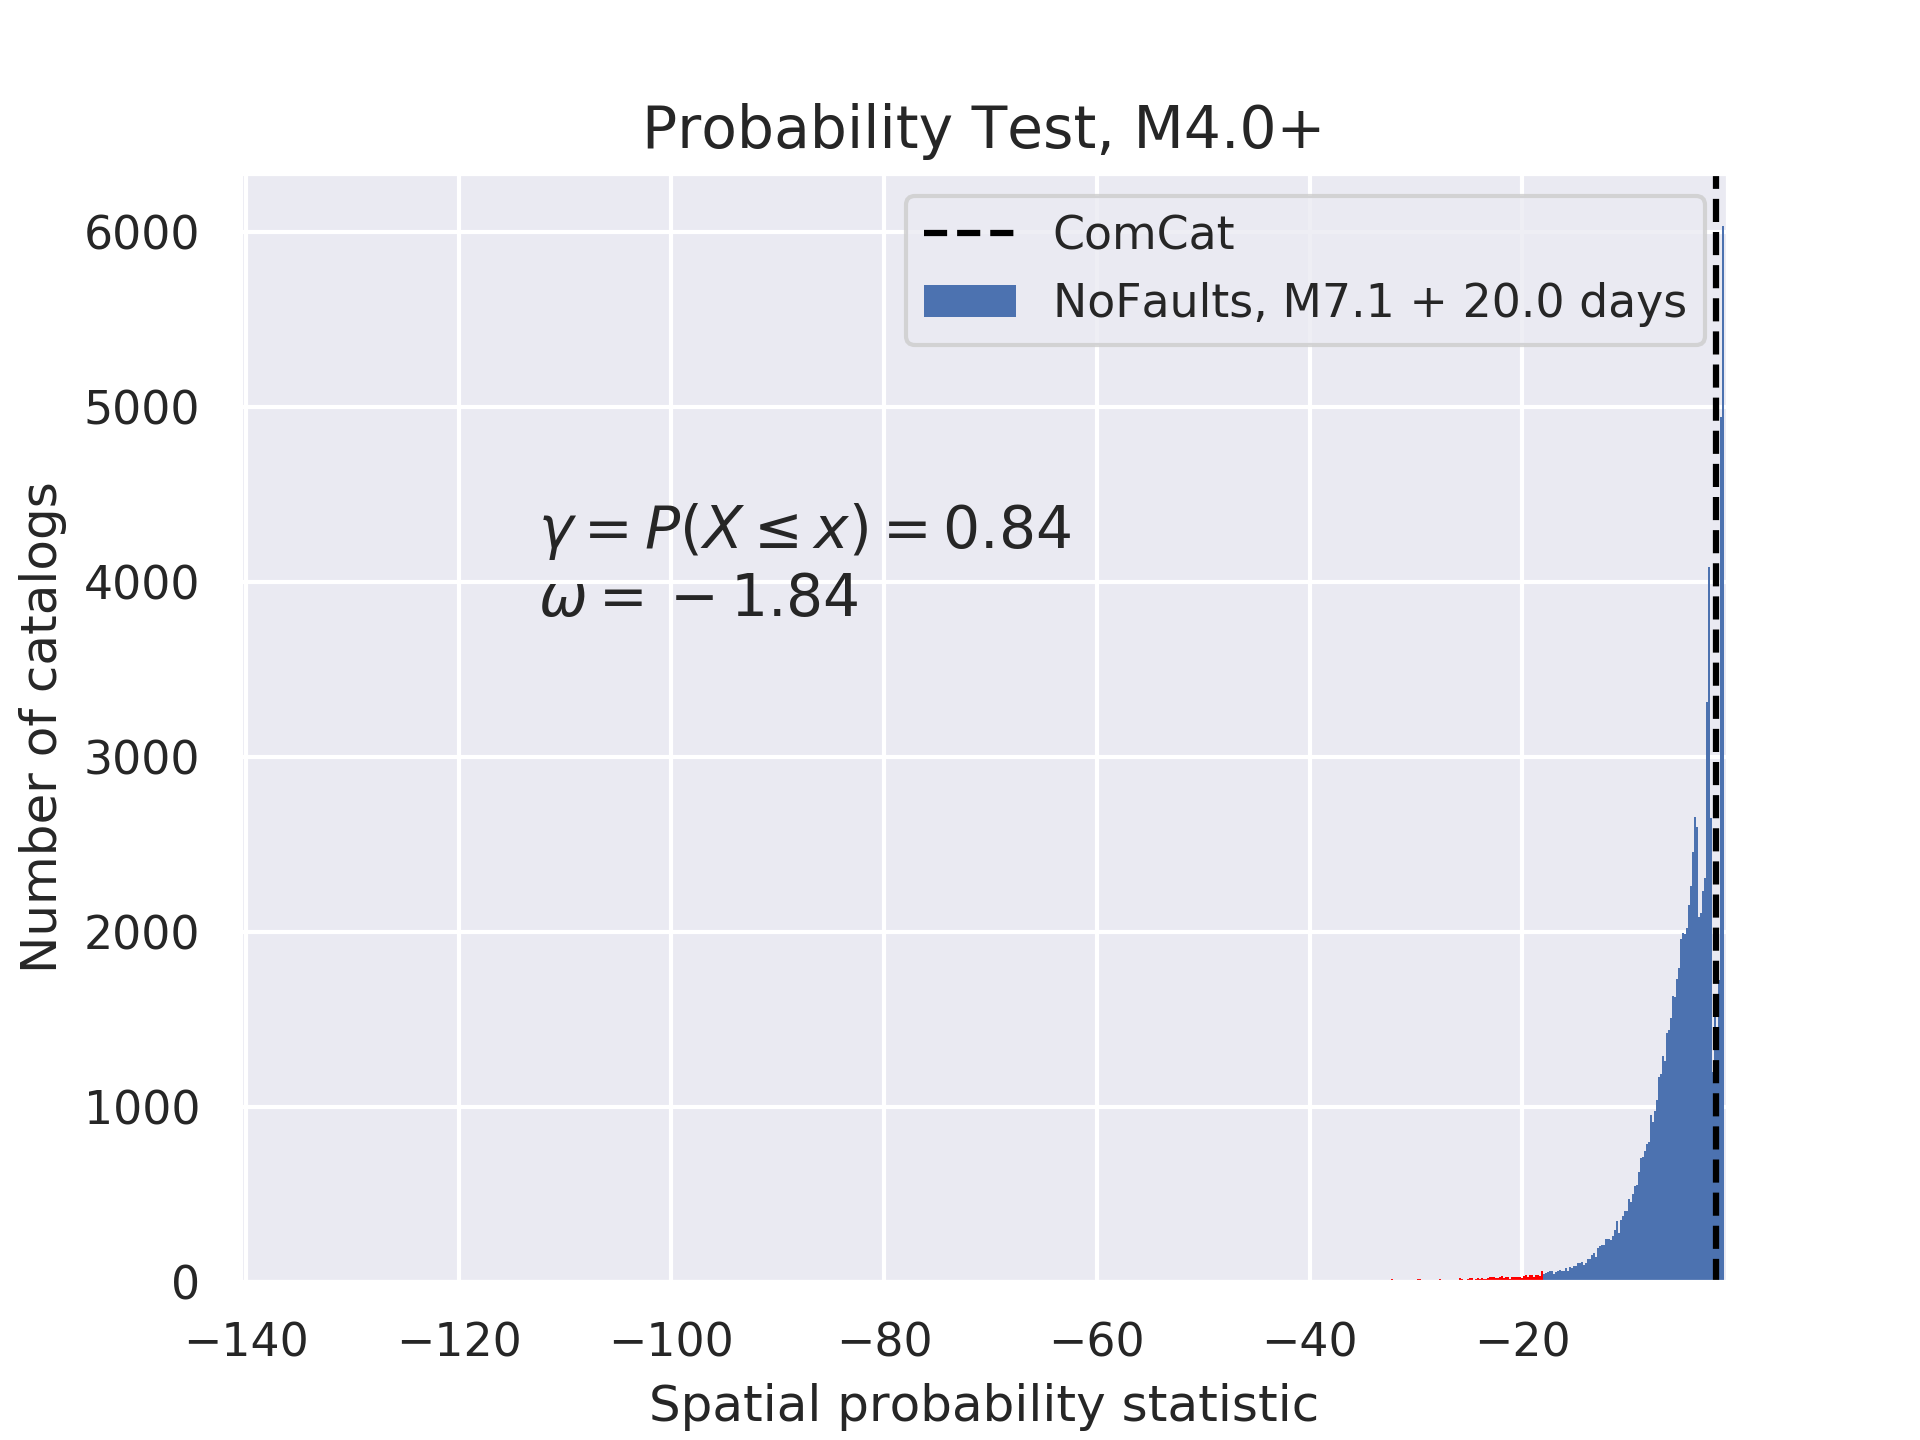 Probability Test, M4.0+
ComCat
NoFaults, M7.1 + 20.0 days
γ = P(X ≤ x) = 0.84
ω = −1.84
Number of catalogs
6000
5000
4000
3000
2000
1000
0
−140 −120 −100 −80 −60 −40 −20
Spatial probability statistic